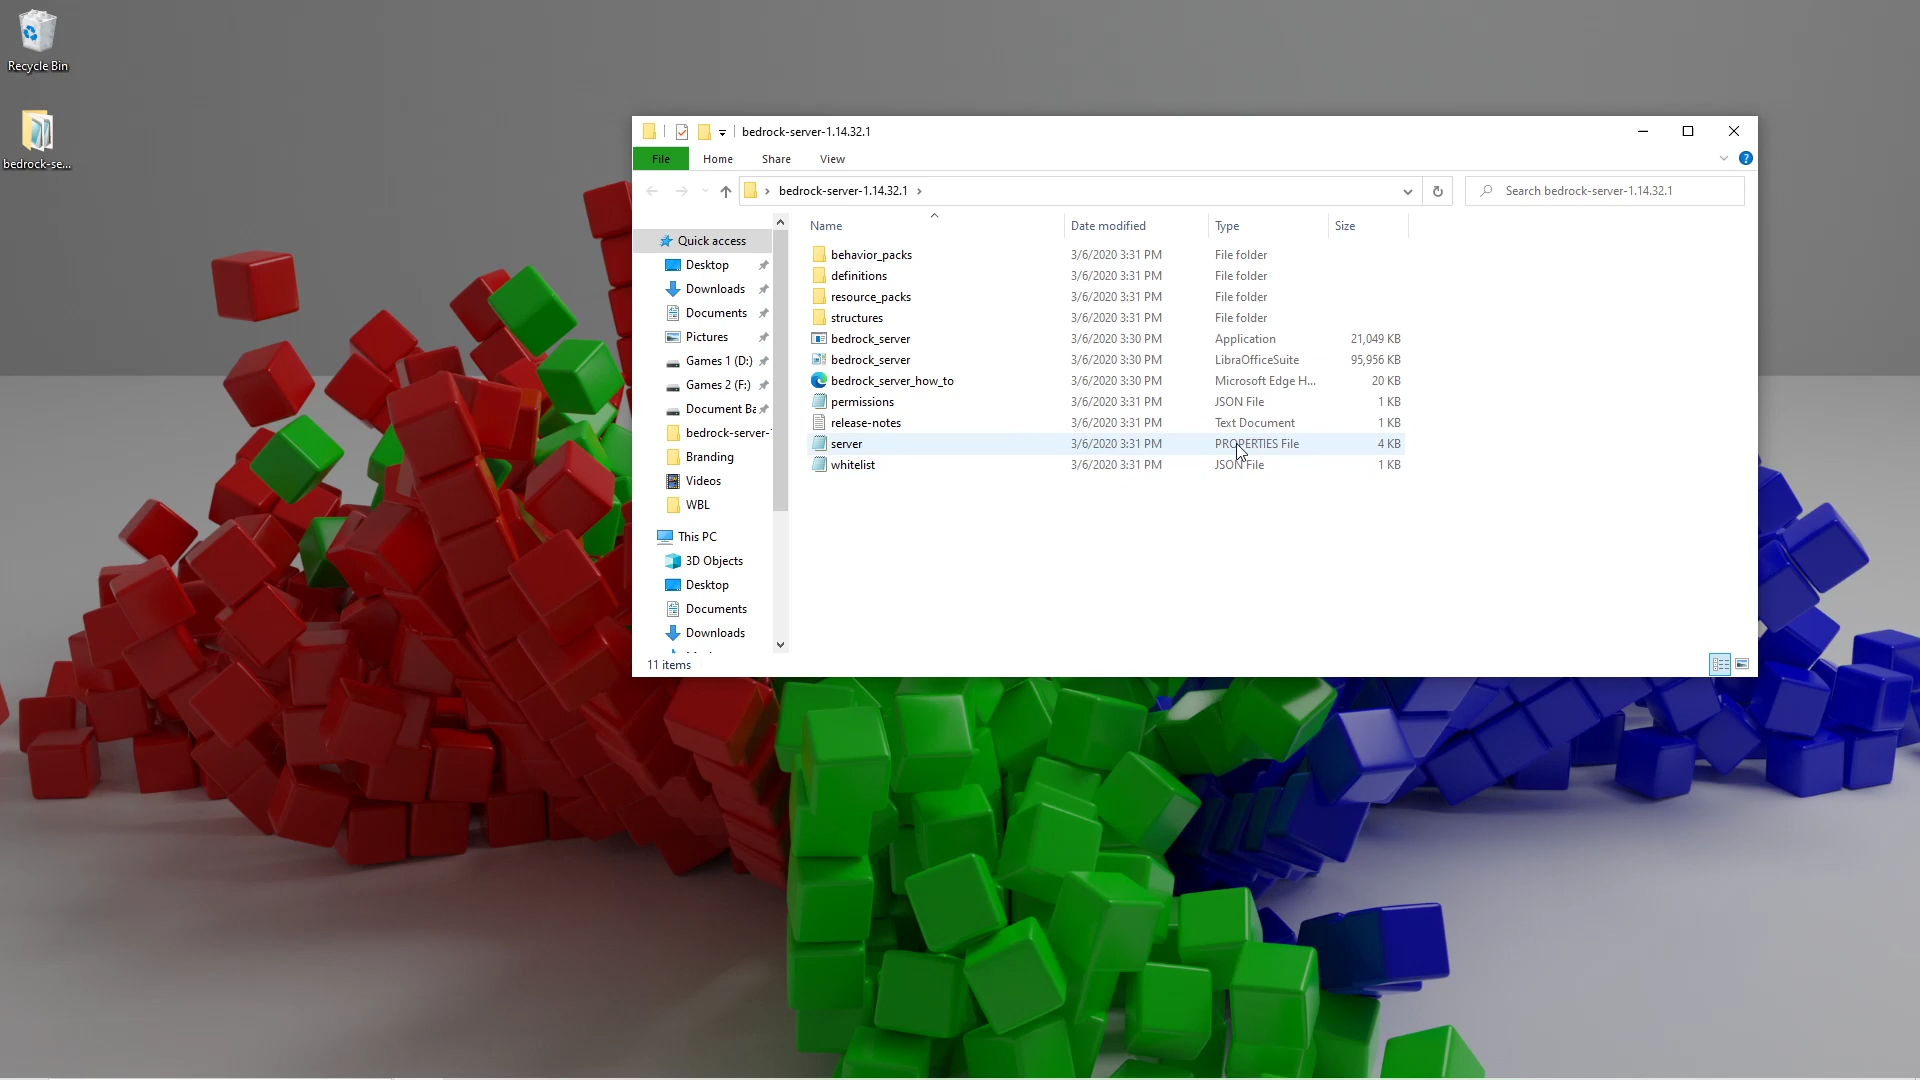 Recycle Bin
bedrock-se...
bedrock-server-1.14.32.1
File Home Share View
bedrock-server-1.14.32.1
Search bedrock-server-1.14.32.1
Name Date modified Type Size
Quick access
Desktop
Downloads
Documents
Pictures
Games 1 (D:)
Games 2 (F:)
Document Ba
bedrock-server-
Branding
Videos
WBL
This PC
3D Objects
Desktop
Documents
Downloads
behavior_packs 3/6/2020 3:31 PM File folder
definitions 3/6/2020 3:31 PM File folder
resource_packs 3/6/2020 3:31 PM File folder
structures 3/6/2020 3:31 PM File folder
bedrock_server 3/6/2020 3:30 PM Application 21,049 KB
bedrock_server 3/6/2020 3:30 PM LibraOfficeSuite 95,956 KB
bedrock_server_how_to 3/6/2020 3:30 PM Microsoft Edge H... 20 KB
permissions 3/6/2020 3:31 PM JSON File 1 KB
release-notes 3/6/2020 3:31 PM Text Document 1 KB
server 3/6/2020 3:31 PM PROPERTIES File 4 KB
whitelist 3/6/2020 3:31 PM JSON File 1 KB
11 items